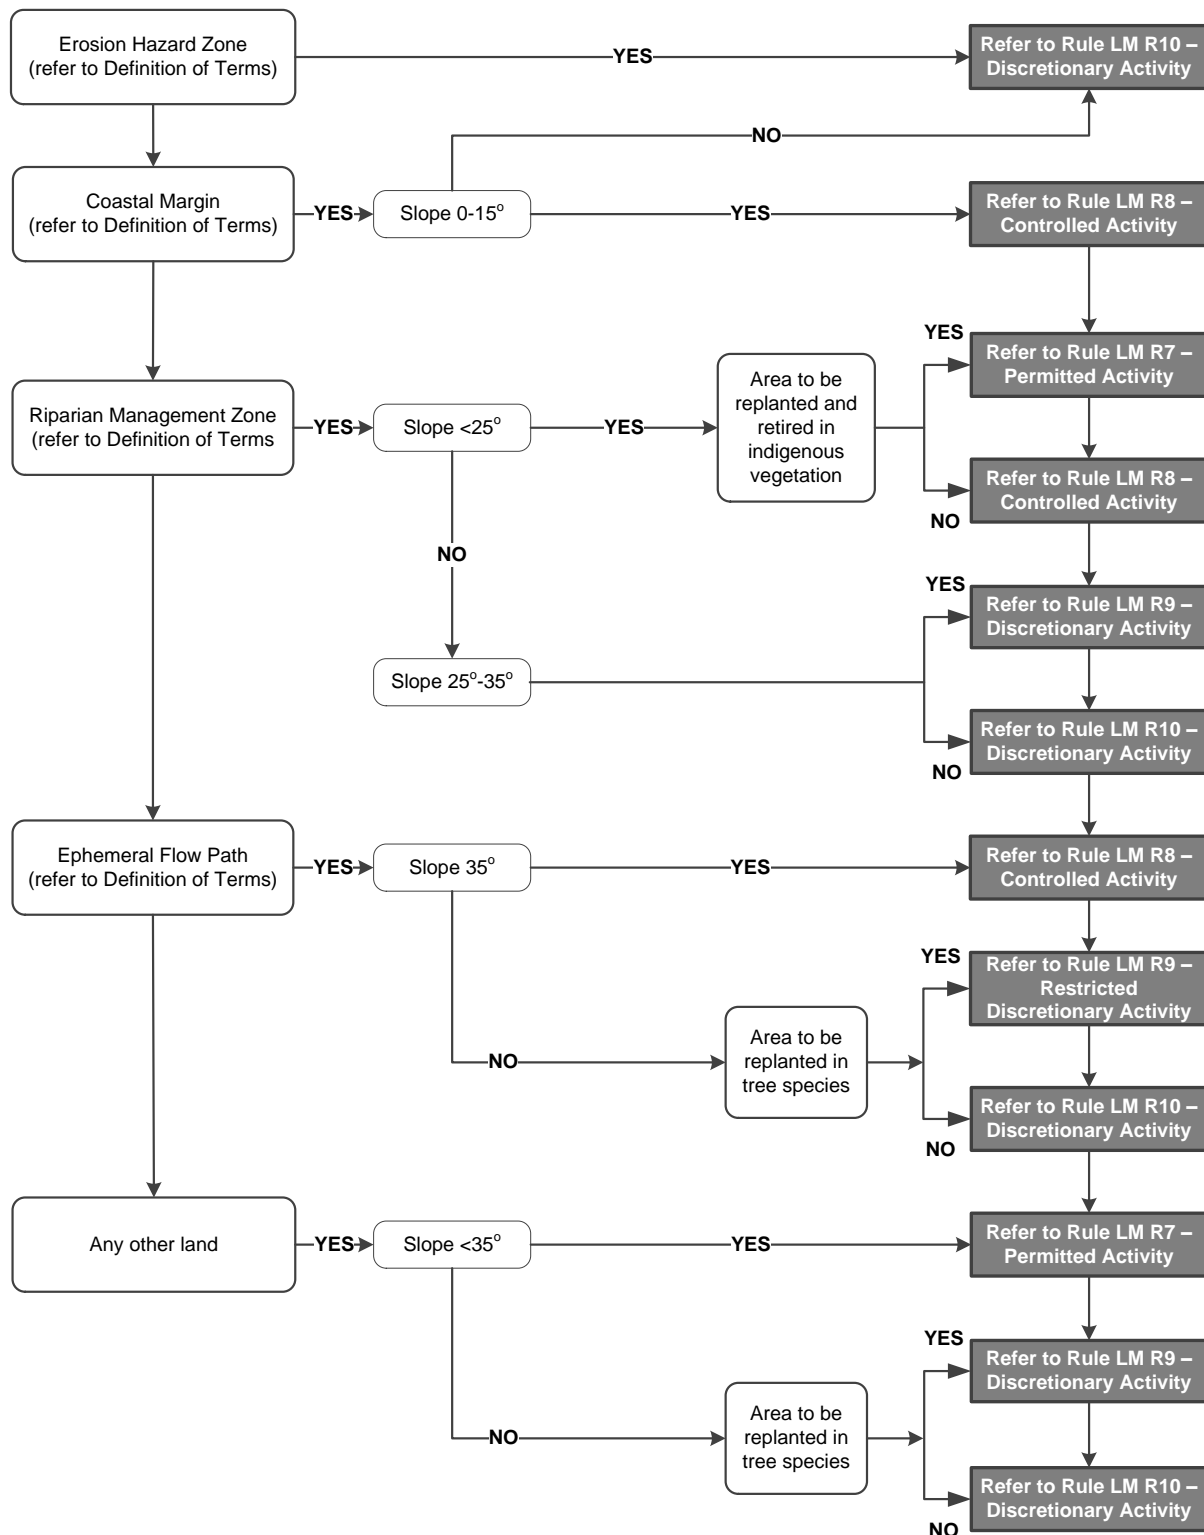 Erosion Hazard Zone
(refer to Definition of Terms)
YES
Refer to Rule LM R10 –
Discretionary Activity
NO
Coastal Margin
(refer to Definition of Terms)
YES
Slope 0-15°
YES
Refer to Rule LM R8 –
Controlled Activity
Riparian Management Zone
(refer to Definition of Terms
YES
Slope <25°
YES
Area to be
replanted and
retired in
indigenous
vegetation
YES
Refer to Rule LM R7 –
Permitted Activity
Refer to Rule LM R8 –
Controlled Activity
NO
NO
Slope 25°-35°
YES
Refer to Rule LM R9 –
Discretionary Activity
Refer to Rule LM R10 –
Discretionary Activity
NO
Ephemeral Flow Path
(refer to Definition of Terms)
YES
Slope 35°
YES
Refer to Rule LM R8 –
Controlled Activity
NO
Area to be
replanted in
tree species
YES
Refer to Rule LM R9 –
Restricted
Discretionary Activity
Refer to Rule LM R10 –
Discretionary Activity
NO
Any other land
YES
Slope <35°
YES
Refer to Rule LM R7 –
Permitted Activity
NO
Area to be
replanted in
tree species
YES
Refer to Rule LM R9 –
Discretionary Activity
Refer to Rule LM R10 –
Discretionary Activity
NO